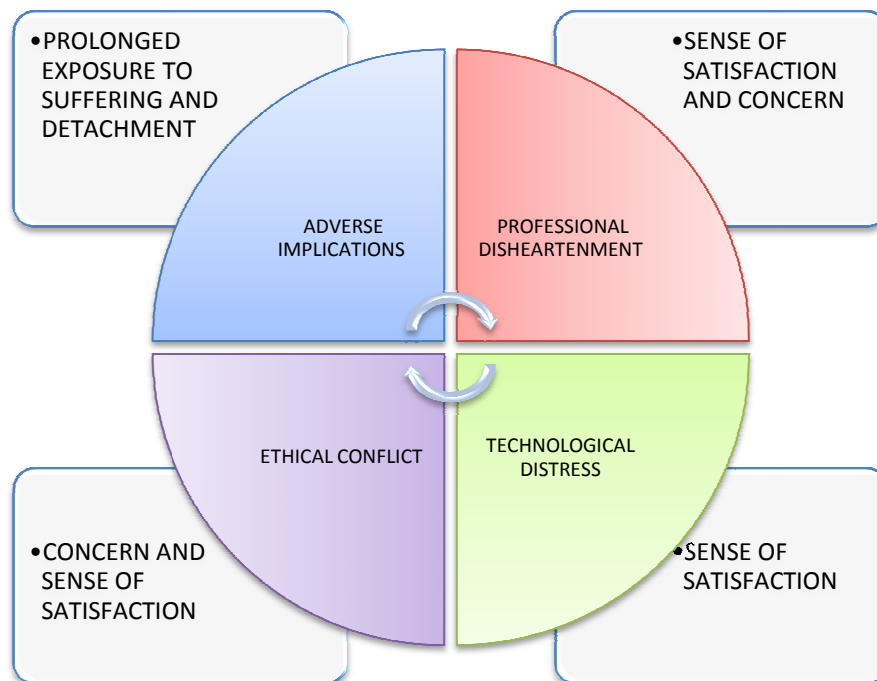 •PROLONGED
EXPOSURE TO
SUFFERING AND
DETACHMENT
•SENSE OF
SATISFACTION
AND CONCERN
ADVERSE
IMPLICATIONS
PROFESSIONAL
DISHEARTENMENT
ETHICAL CONFLICT
TECHNOLOGICAL
DISTRESS
•CONCERN AND
SENSE OF
SATISFACTION
•SENSE OF
SATISFACTION